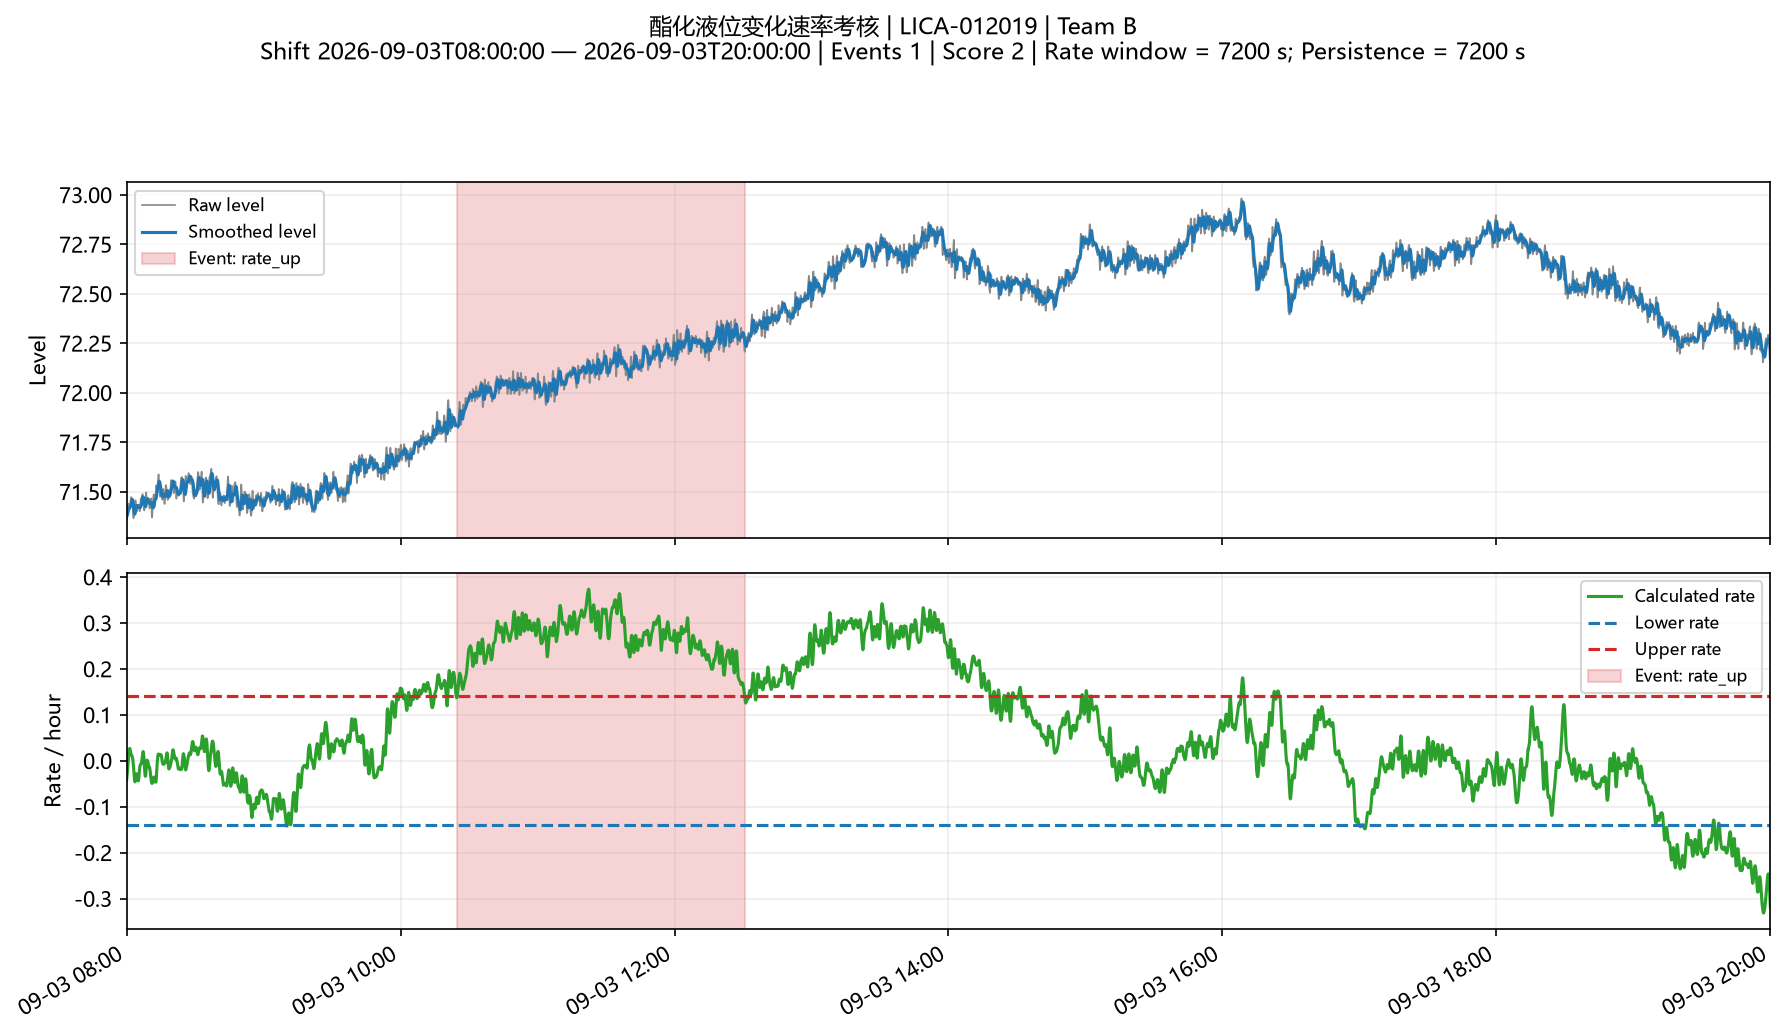 酯化液位变化速率考核 | LICA-012019 | Team B
Shift 2026-09-03T08:00:00 — 2026-09-03T20:00:00 | Events 1 | Score 2 | Rate window = 7200 s; Persistence = 7200 s
Level
73.00
72.75
72.50
72.25
72.00
71.75
71.50
Raw level
Smoothed level
Event: rate_up
Rate / hour
0.4
0.3
0.2
0.1
0.0
-0.1
-0.2
-0.3
Calculated rate
Lower rate
Upper rate
Event: rate_up
09-03 08:00
09-03 10:00
09-03 12:00
09-03 14:00
09-03 16:00
09-03 18:00
09-03 20:00